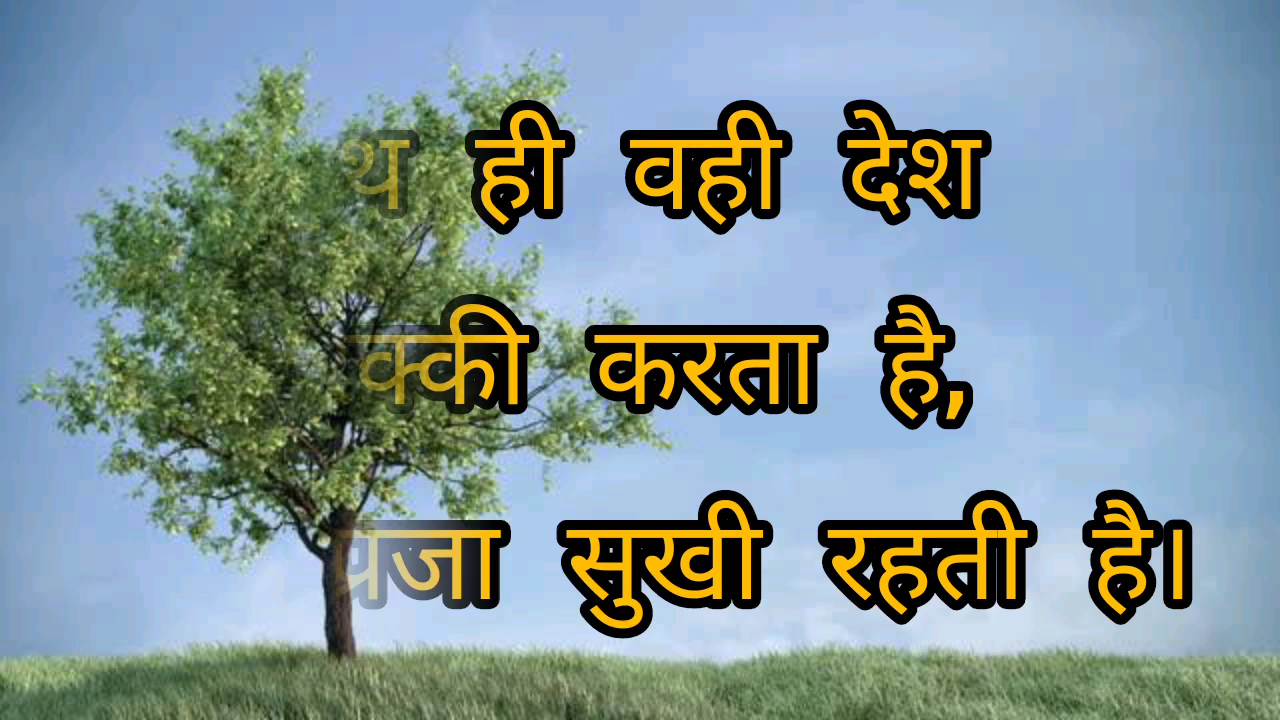 ही वही देश
करता है,
प्रजा सुखी रहती है।